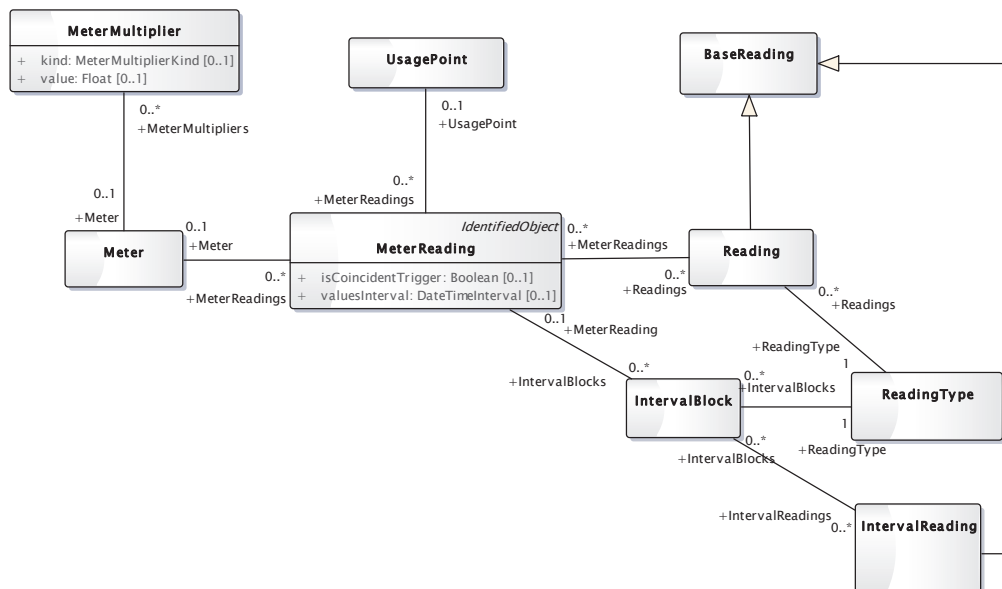 MeterMultiplier
+ kind: MeterMultiplierKind [0..1]
+ value: Float [0..1]
UsagePoint
BaseReading
0..*
+MeterMultipliers
0..1
+UsagePoint
0..1
+Meter
0..*
+MeterReadings
Meter
0..1
+Meter
0..*
+MeterReadings
IdentifiedObject
MeterReading
+ isCoincidentTrigger: Boolean [0..1]
+ valuesInterval: DateTimeInterval [0..1]
0..*
+MeterReadings
0..*
+Readings
Reading
0..*
+Readings
0..1
+MeterReading
+ReadingType
1
+IntervalBlocks
0..*
IntervalBlock
0..*
+IntervalBlocks
ReadingType
1
+ReadingType
0..*
+IntervalBlocks
+IntervalReadings
0..*
IntervalReading